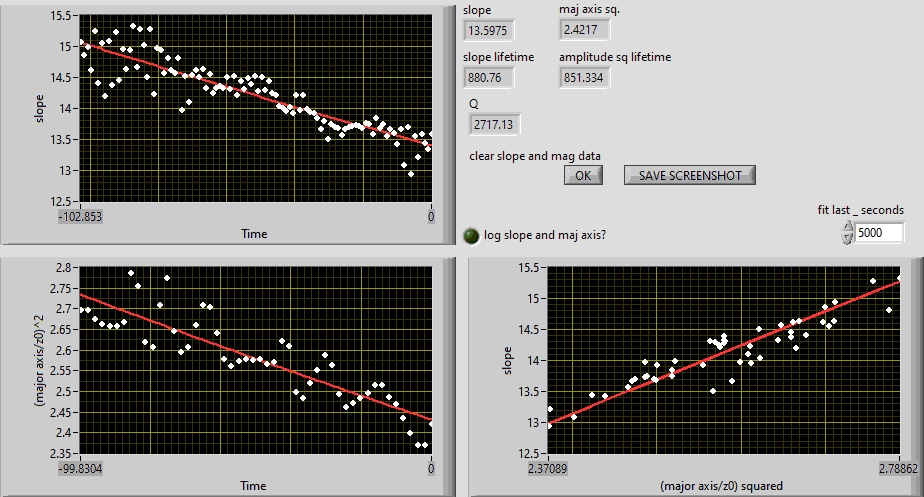 slope
13.5975
maj axis sq.
2.4217
slope lifetime
880.76
amplitude sq lifetime
851.334
Q
2717.13
clear slope and mag data
OK
SAVE SCREENSHOT
fit last _ seconds
5000
log slope and maj axis?
15.5
15
14.5
14
13.5
13
12.5
slope
-102.853
0
Time
2.8
2.75
2.7
2.65
2.6
2.55
2.5
2.45
2.4
2.35
(major axis/z0)^2
-99.8304
0
Time
15.5
15
14.5
14
13.5
13
12.5
slope
2.37089
2.78862
(major axis/z0) squared